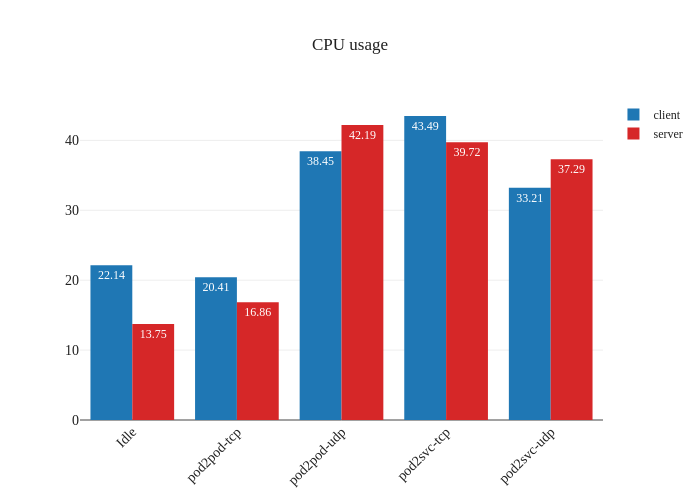 CPU usage
client
server
40
30
20
10
0
22.14
13.75
20.41
16.86
38.45
42.19
43.49
39.72
33.21
37.29
Idle
pod2pod-tcp
pod2pod-udp
pod2svc-tcp
pod2svc-udp